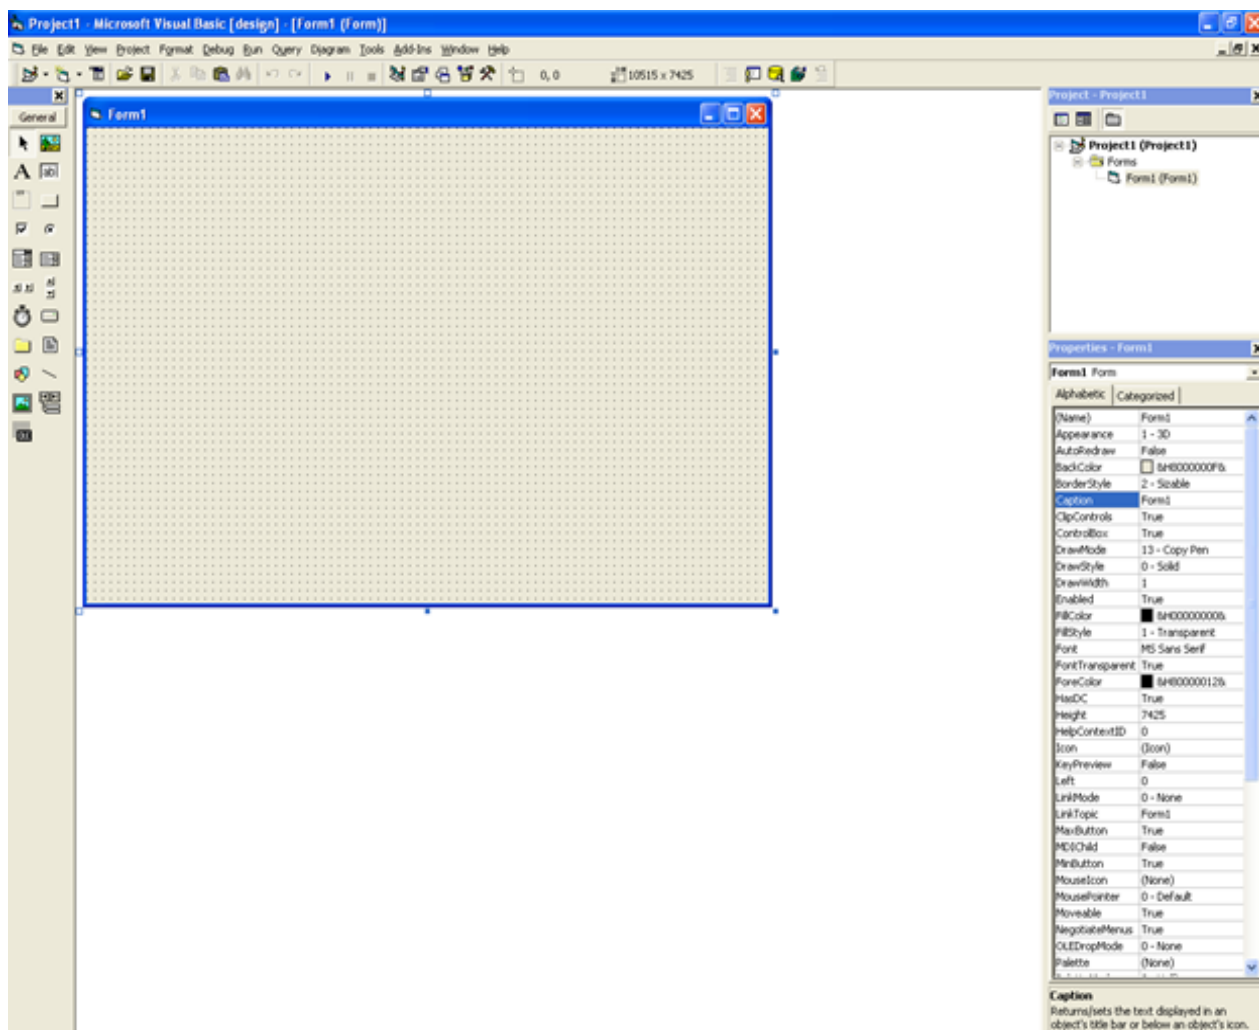 Project1 - Microsoft Visual Basic [design] - [Form1 (Form)]
File Edit View Project Format Debug Run Query Diagram Tools Add-Ins Window Help
0,0 10515 x 7425
General
A ab
Form1
Project - Project1
Project1 (Project1)
Forms
Form1 (Form1)
Properties - Form1
Form1 Form
Alphabetic Categorized
(Name) Form1
Appearance 1 - 3D
AutoRedraw False
BackColor &H8000000F&
BorderStyle 2 - Sizable
Caption Form1
ClipControls True
ControlBox True
DrawMode 13 - Copy Pen
DrawStyle 0 - Solid
DrawWidth 1
Enabled True
FillColor &H00000000&
FillStyle 1 - Transparent
Font MS Sans Serif
FontTransparent True
ForeColor &H80000012&
HasDC True
Height 7425
HelpContextID 0
Icon (Icon)
KeyPreview False
Left 0
LinkMode 0 - None
LinkTopic Form1
MaxButton True
MDIChild False
MinButton True
MouseIcon (None)
MousePointer 0 - Default
Moveable True
NegotiateMenus True
OLEDropMode 0 - None
Palette (None)
Caption
Returns/sets the text displayed in an
object's title bar or below an object's icon.